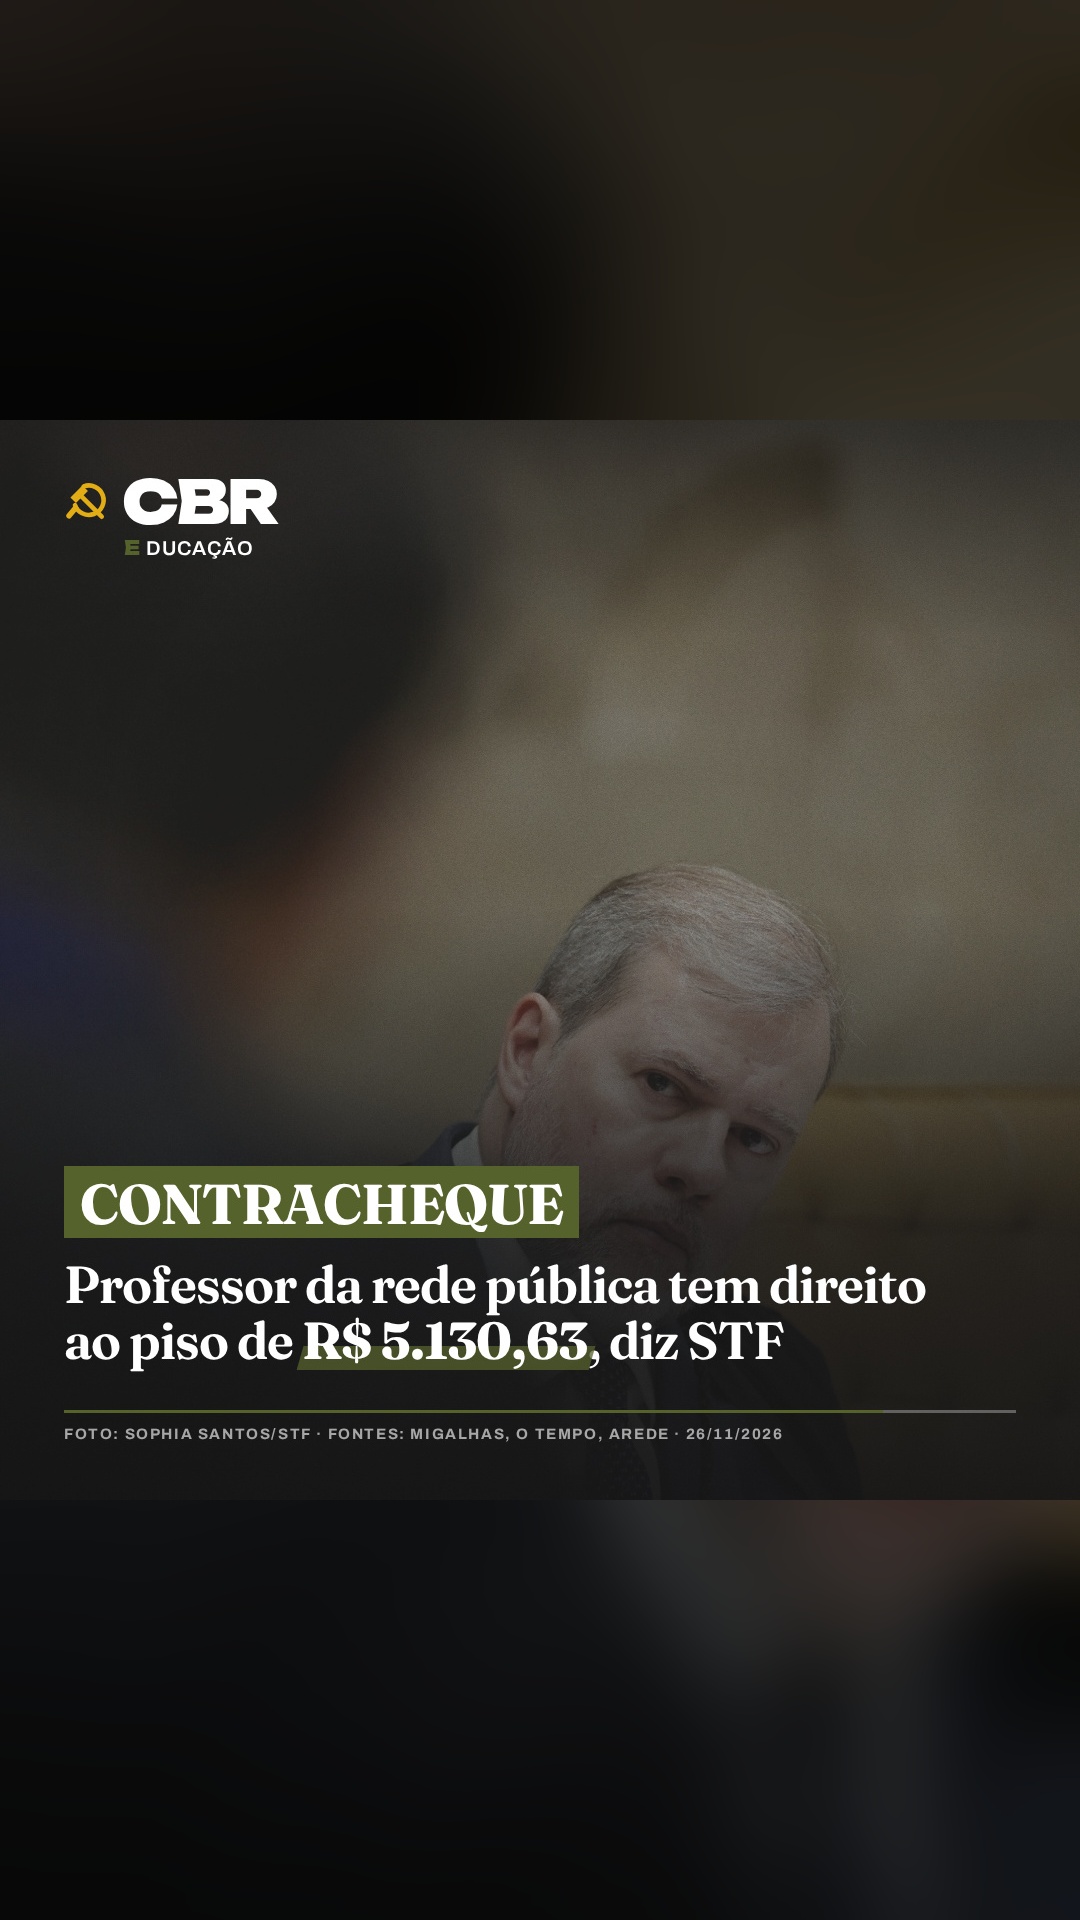 CBR
EDUCAÇÃO
CONTRACHEQUE
Professor da rede pública tem direito
ao piso de R$ 5.130,63, diz STF
FOTO: SOPHIA SANTOS/STF · FONTES: MIGALHAS, O TEMPO, AREDE · 26/11/2026